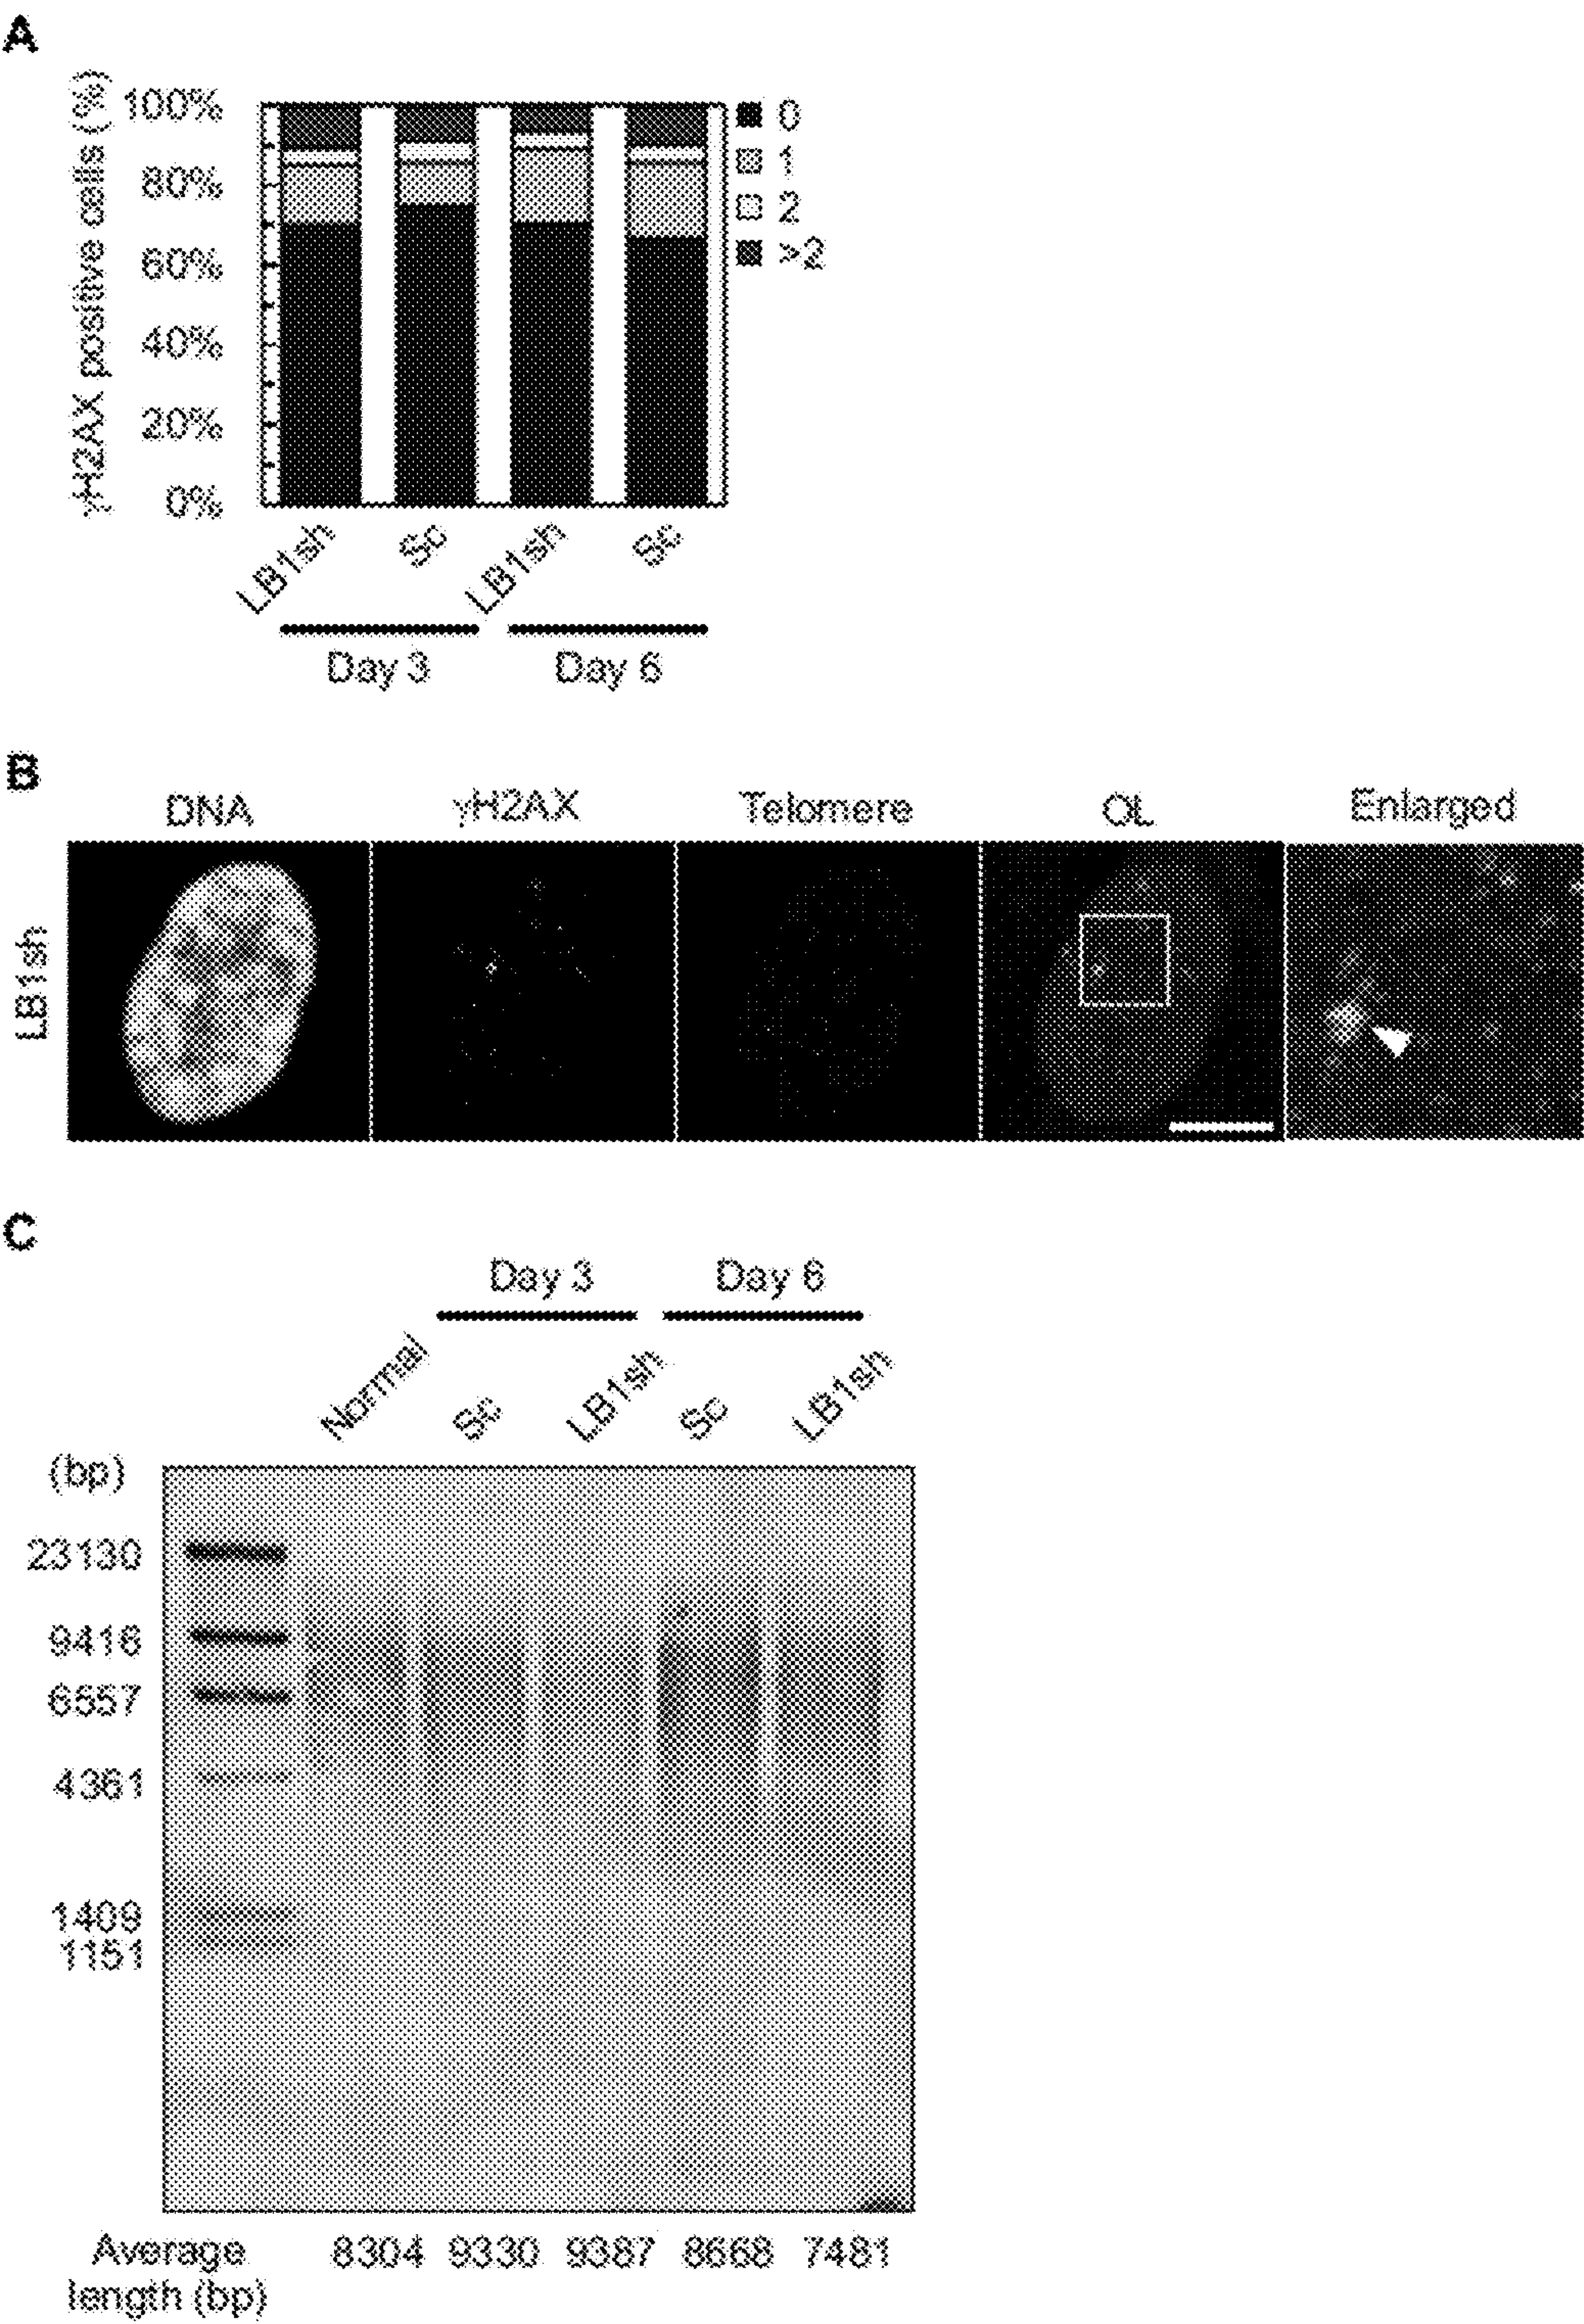 A
γH2AX positive cells (%)
100%
80%
60%
40%
20%
0%
0
1
2
>2
LB1sh
Sc
LB1sh
Sc
Day 3
Day 6
B
DNA
γH2AX
Telomere
OL
Enlarged
LB1sh
C
Day 3
Day 6
Normal
Sc
LB1sh
Sc
LB1sh
(bp)
23130
9416
6557
4361
1409
1151
Average
length (bp)
8304
9330
9387
8668
7481